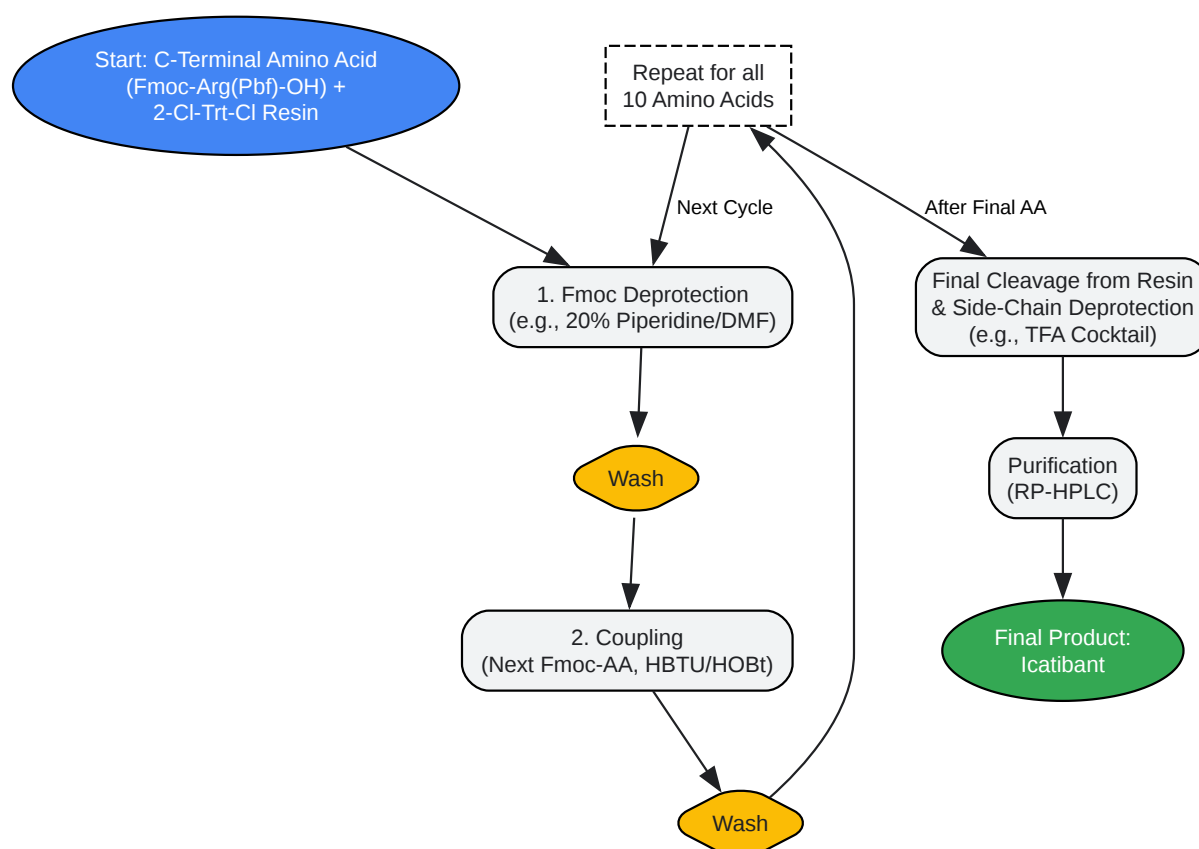 Start: C-Terminal Amino Acid
(Fmoc-Arg(Pbf)-OH) +
2-Cl-Trt-Cl Resin
Repeat for all
10 Amino Acids
Next Cycle
After Final AA
1. Fmoc Deprotection
(e.g., 20% Piperidine/DMF)
Final Cleavage from Resin
& Side-Chain Deprotection
(e.g., TFA Cocktail)
Wash
Purification
(RP-HPLC)
2. Coupling
(Next Fmoc-AA, HBTU/HOBt)
Final Product:
Icatibant
Wash